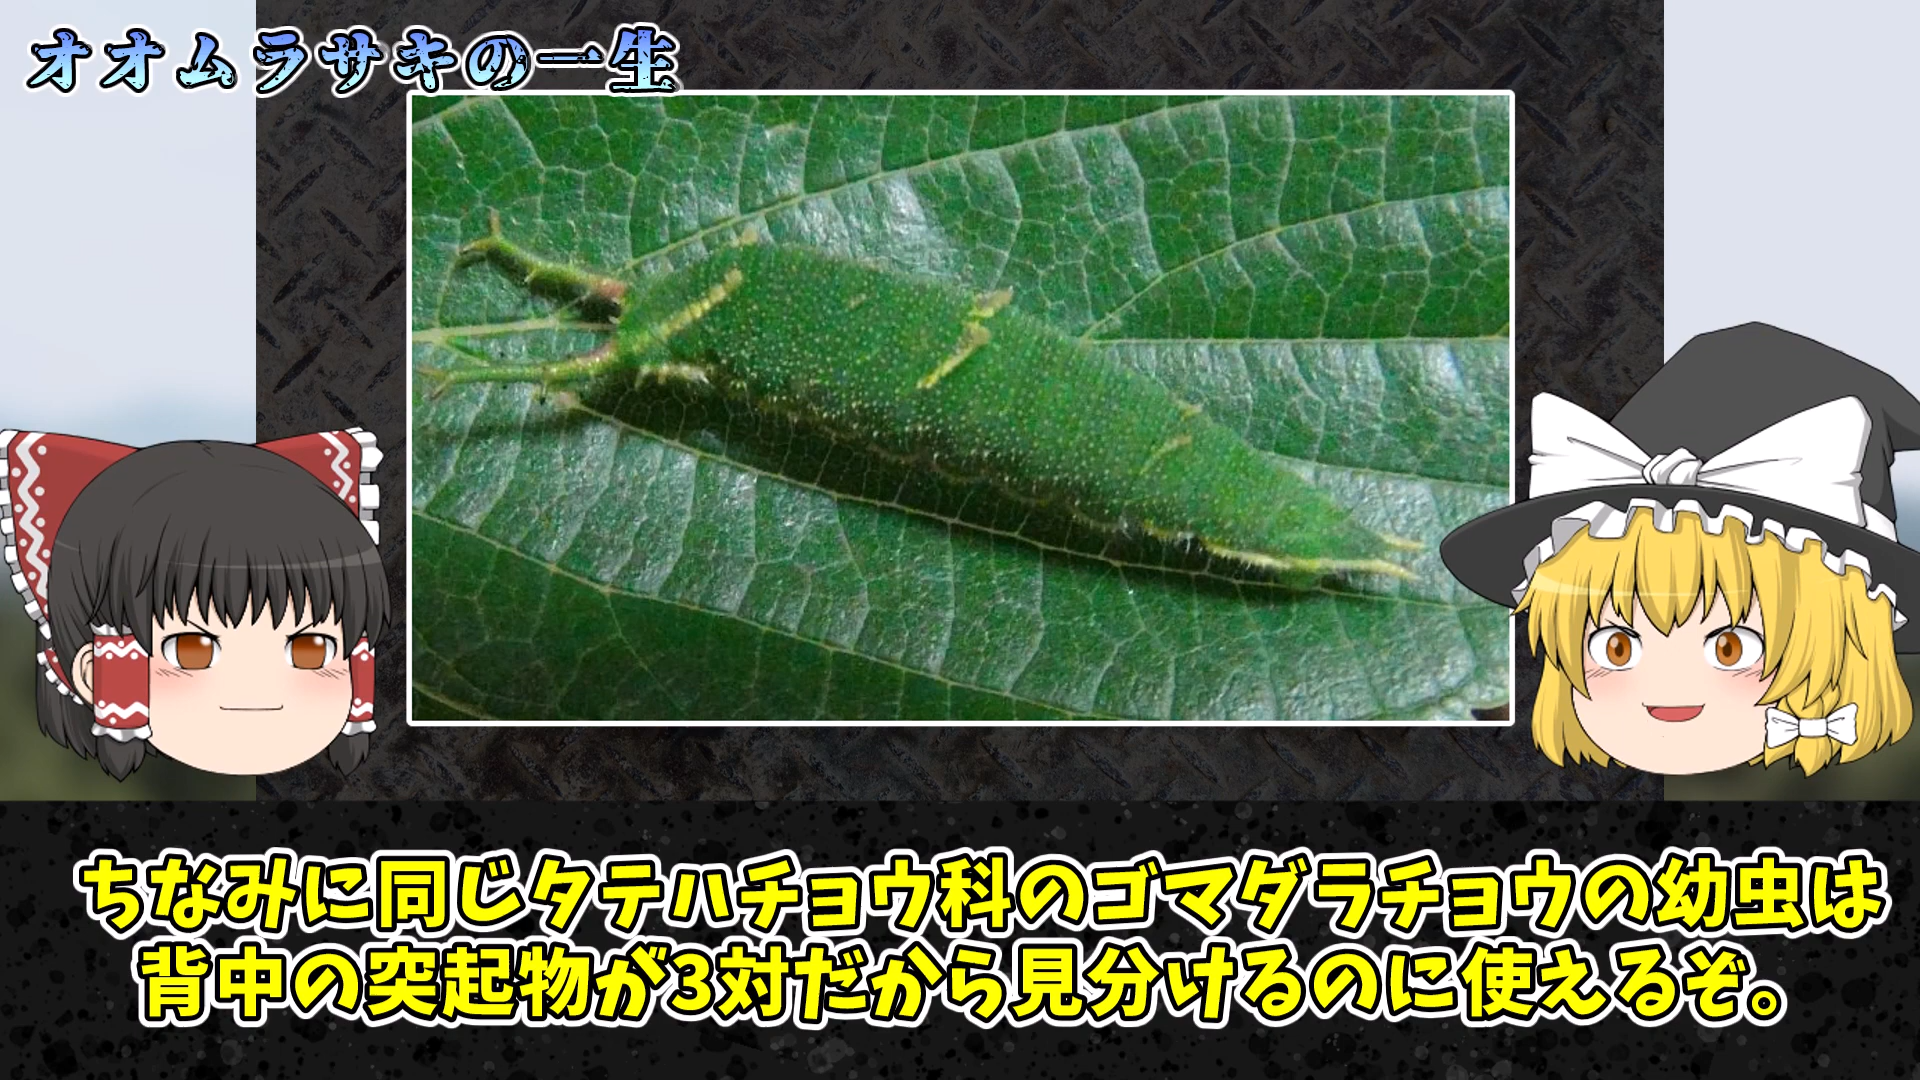 オオムラサキの一生
ちなみに同じタテハチョウ科のゴマダラチョウの幼虫は
背中の突起物が3対だから見分けるのに使えるぞ。